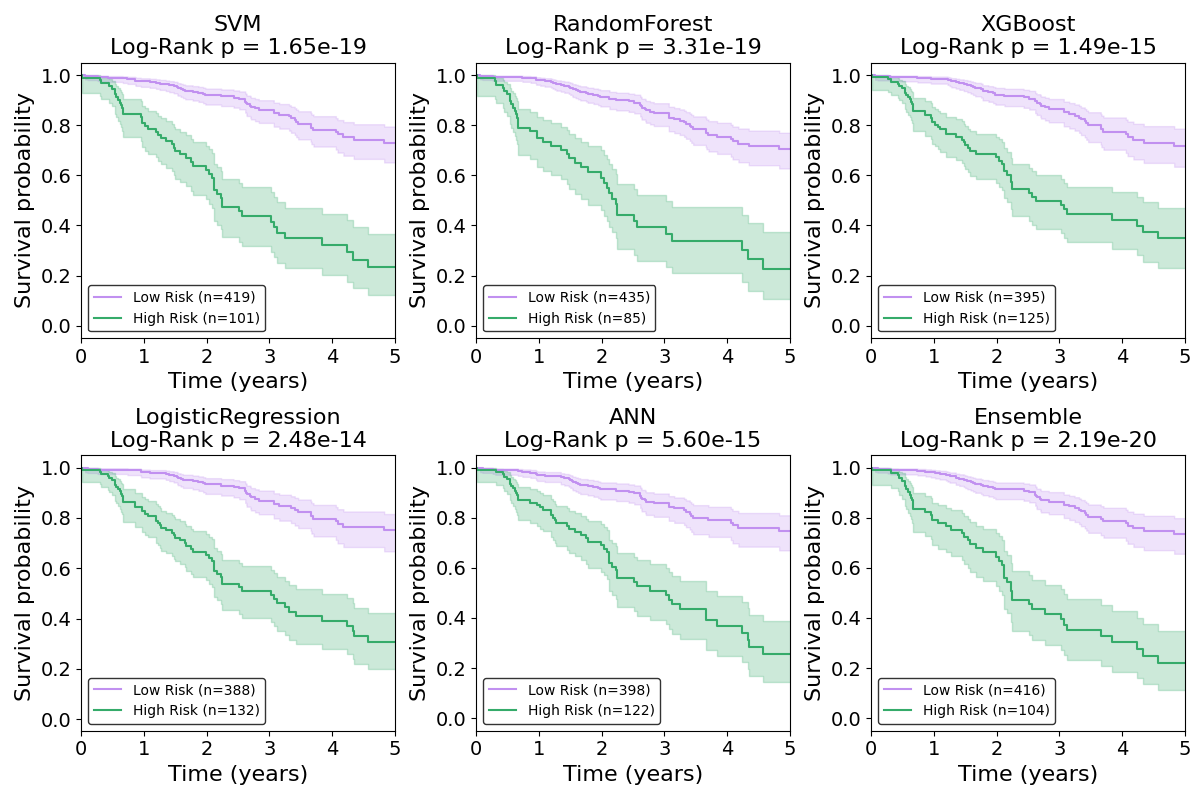 SVM
Log-Rank p = 1.65e-19
Survival probability
1.0
0.8
0.6
0.4
0.2
0.0
Low Risk (n=419)
High Risk (n=101)
0 1 2 3 4 5
Time (years)
RandomForest
Log-Rank p = 3.31e-19
Survival probability
1.0
0.8
0.6
0.4
0.2
0.0
Low Risk (n=435)
High Risk (n=85)
0 1 2 3 4 5
Time (years)
XGBoost
Log-Rank p = 1.49e-15
Survival probability
1.0
0.8
0.6
0.4
0.2
0.0
Low Risk (n=395)
High Risk (n=125)
0 1 2 3 4 5
Time (years)
LogisticRegression
Log-Rank p = 2.48e-14
Survival probability
1.0
0.8
0.6
0.4
0.2
0.0
Low Risk (n=388)
High Risk (n=132)
0 1 2 3 4 5
Time (years)
ANN
Log-Rank p = 5.60e-15
Survival probability
1.0
0.8
0.6
0.4
0.2
0.0
Low Risk (n=398)
High Risk (n=122)
0 1 2 3 4 5
Time (years)
Ensemble
Log-Rank p = 2.19e-20
Survival probability
1.0
0.8
0.6
0.4
0.2
0.0
Low Risk (n=416)
High Risk (n=104)
0 1 2 3 4 5
Time (years)